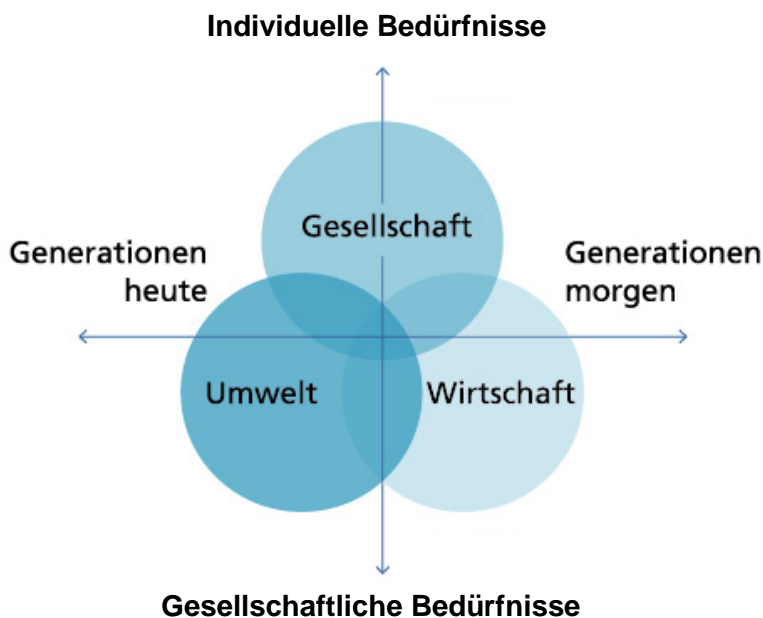 Individuelle Bedürfnisse
Gesellschaft
Generationen
heute
Generationen
morgen
Umwelt
Wirtschaft
Gesellschaftliche Bedürfnisse